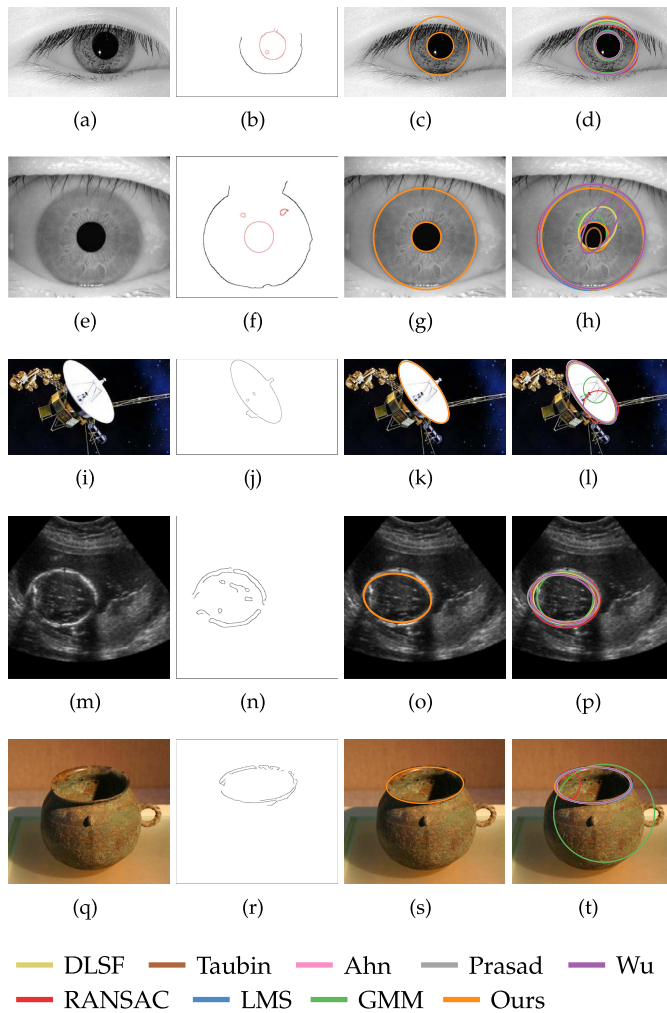 (a) (b) (c) (d)
(e) (f) (g) (h)
(i) (j) (k) (l)
(m) (n) (o) (p)
(q) (r) (s) (t)
DLSF Taubin Ahn Prasad Wu
RANSAC LMS GMM Ours